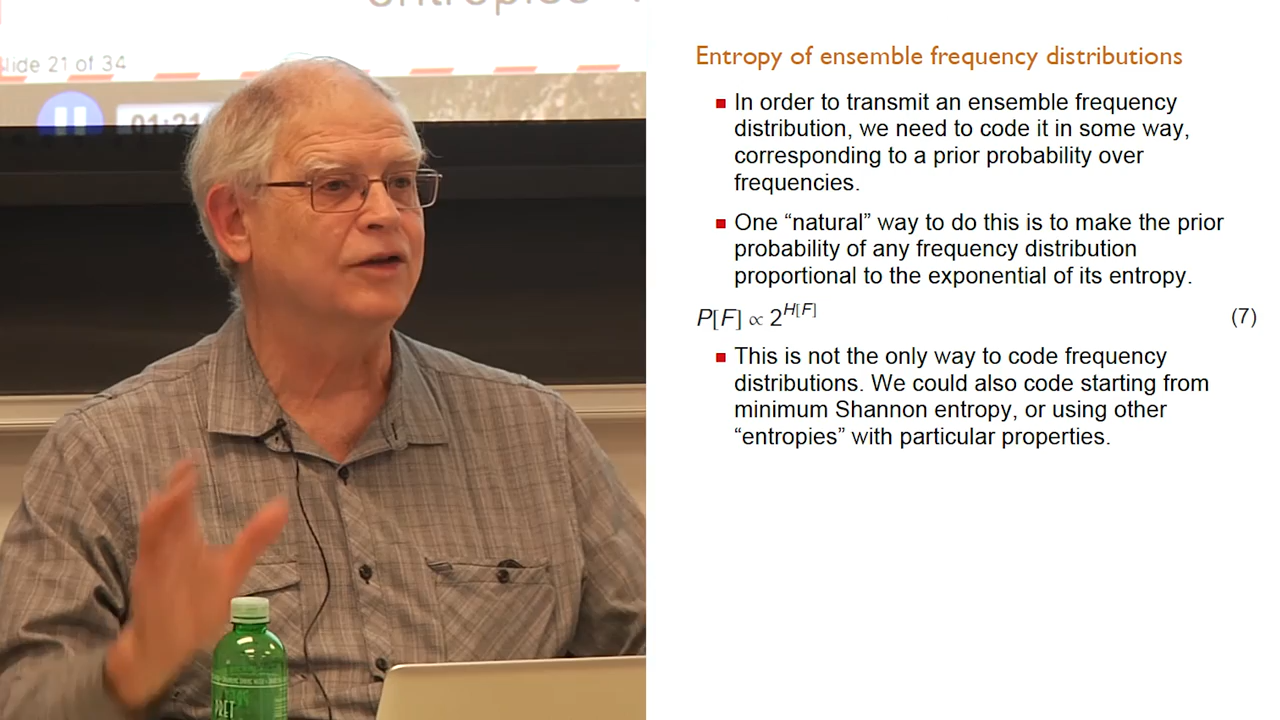 entropies
lide 21 of 34
01:21
PRET
Entropy of ensemble frequency distributions
In order to transmit an ensemble frequency
distribution, we need to code it in some way,
corresponding to a prior probability over
frequencies.
One “natural” way to do this is to make the prior
probability of any frequency distribution
proportional to the exponential of its entropy.
P[F] ∝ 2^{H[F]} (7)
This is not the only way to code frequency
distributions. We could also code starting from
minimum Shannon entropy, or using other
“entropies” with particular properties.